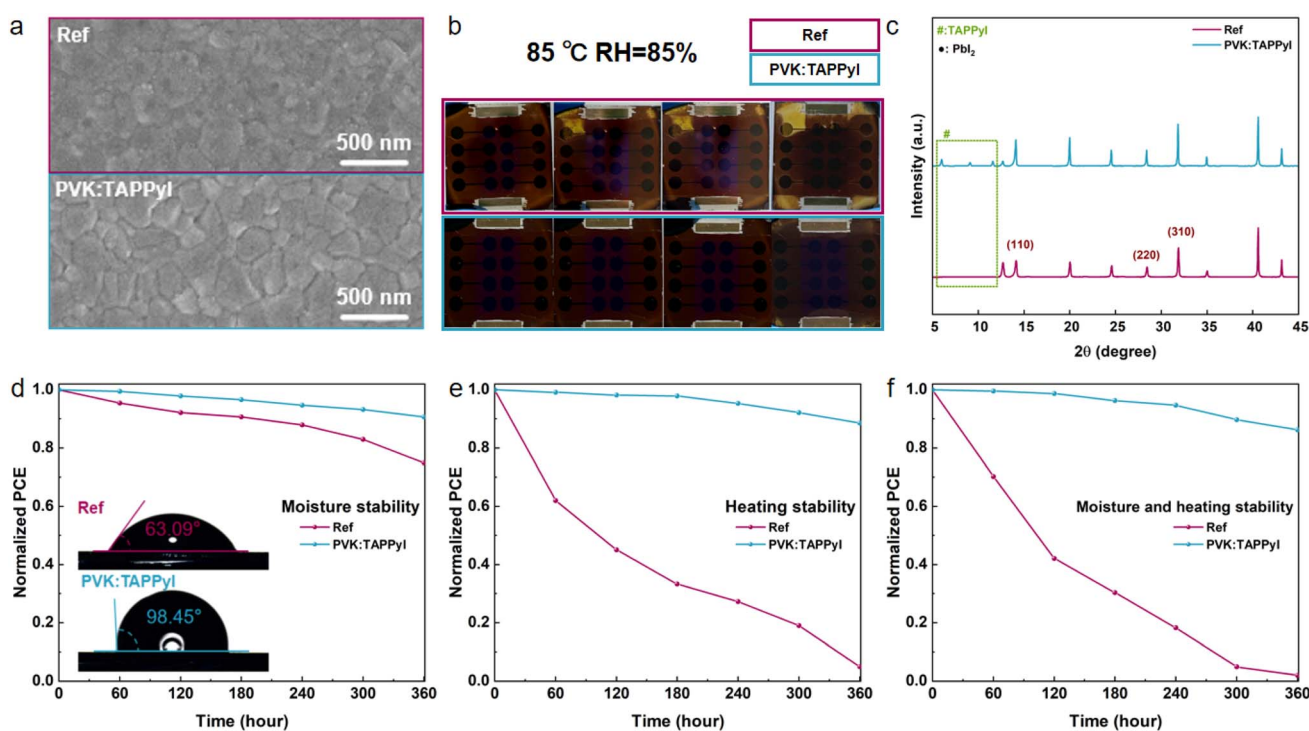 a
Ref
500 nm
PVK:TAPPyI
500 nm
b
85 °C RH=85%
Ref
PVK:TAPPyI
c
#:TAPPyI
●: PbI₂
Ref
PVK:TAPPyI
#
(110)
(220)
(310)
Intensity (a.u.)
5 10 15 20 25 30 35 40 45
2θ (degree)
d
1.0
0.8
0.6
0.4
0.2
0.0
Normalized PCE
Moisture stability
Ref
PVK:TAPPyI
Ref
63.09°
PVK:TAPPyI
98.45°
0 60 120 180 240 300 360
Time (hour)
e
1.0
0.8
0.6
0.4
0.2
0.0
Normalized PCE
Heating stability
Ref
PVK:TAPPyI
0 60 120 180 240 300 360
Time (hour)
f
1.0
0.8
0.6
0.4
0.2
0.0
Normalized PCE
Moisture and heating stability
Ref
PVK:TAPPyI
0 60 120 180 240 300 360
Time (hour)